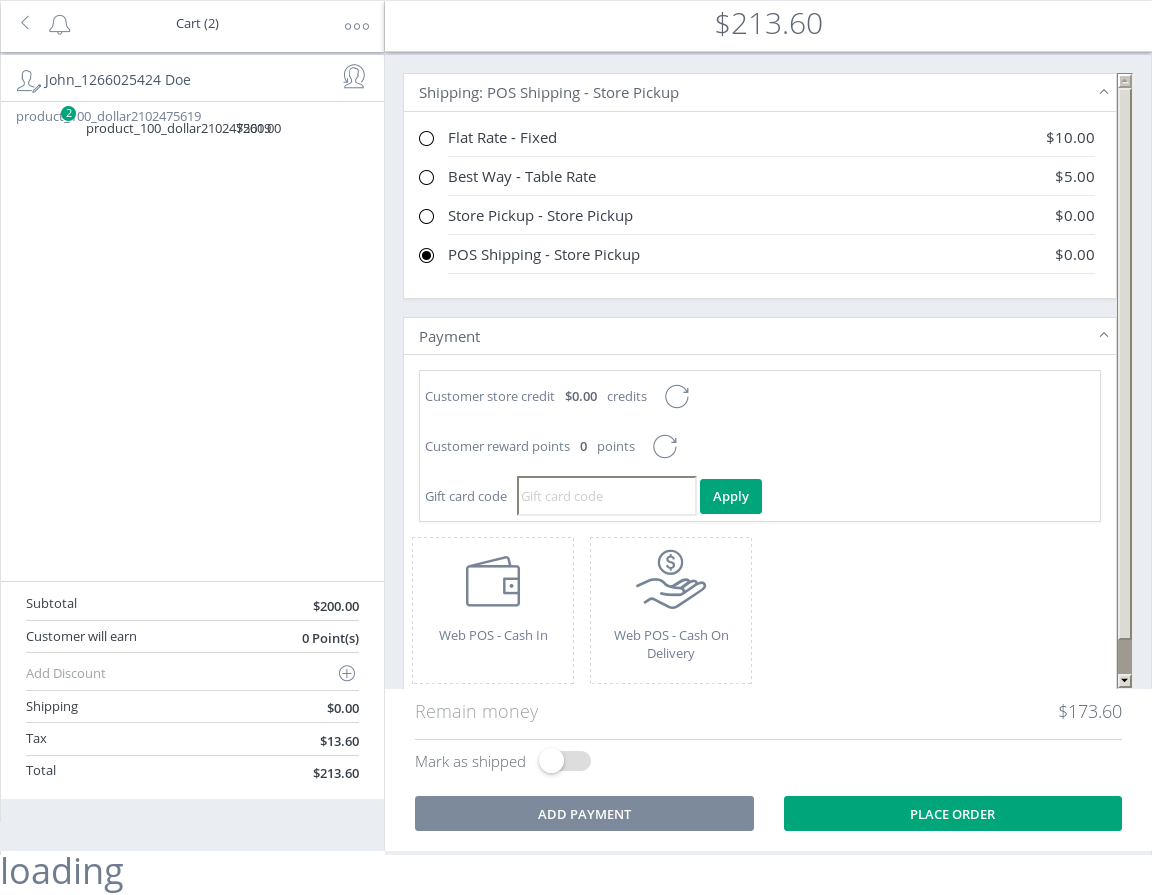 Cart (2)
$213.60
John_1266025424 Doe
product_100_dollar2102475619
2
product_100_dollar2102475619
Shipping: POS Shipping - Store Pickup
Flat Rate - Fixed $10.00
Best Way - Table Rate $5.00
Store Pickup - Store Pickup $0.00
POS Shipping - Store Pickup $0.00
Payment
Customer store credit $0.00 credits
Customer reward points 0 points
Gift card code Gift card code Apply
Web POS - Cash In
Web POS - Cash On
Delivery
Subtotal $200.00
Customer will earn 0 Point(s)
Add Discount
Shipping $0.00
Tax $13.60
Total $213.60
Remain money $173.60
Mark as shipped
ADD PAYMENT
PLACE ORDER
loading